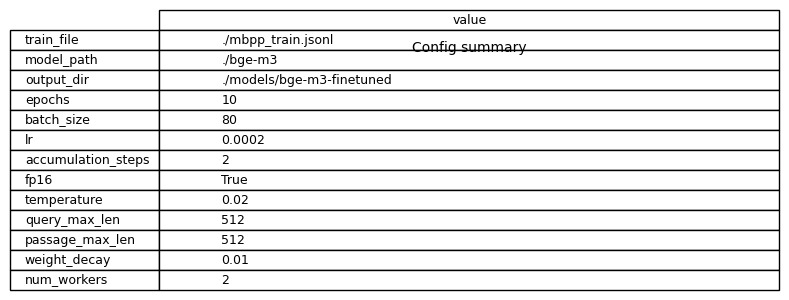 value
train_file ./mbpp_train.jsonl
Config summary
model_path ./bge-m3
output_dir ./models/bge-m3-finetuned
epochs 10
batch_size 80
lr 0.0002
accumulation_steps 2
fp16 True
temperature 0.02
query_max_len 512
passage_max_len 512
weight_decay 0.01
num_workers 2